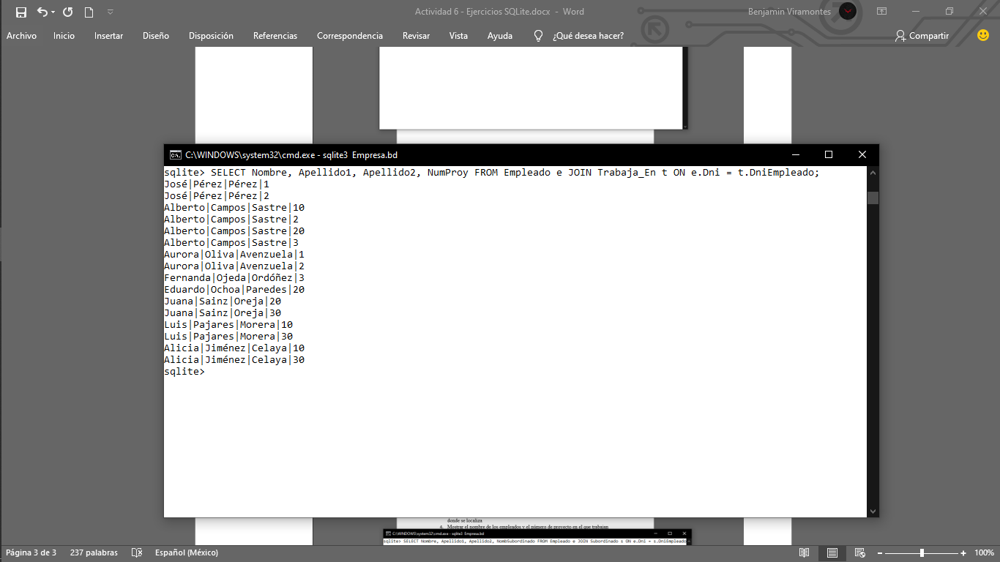 Actividad 6 - Ejercicios SQLite.docx - Word
Benjamin Viramontes
Archivo Inicio Insertar Diseño Disposición Referencias Correspondencia Revisar Vista Ayuda ¿Qué desea hacer? Compartir
C:\WINDOWS\system32\cmd.exe - sqlite3 Empresa.bd
sqlite> SELECT Nombre, Apellido1, Apellido2, NumProy FROM Empleado e JOIN Trabaja_En t ON e.Dni = t.DniEmpleado;
José|Pérez|Pérez|1
José|Pérez|Pérez|2
Alberto|Campos|Sastre|10
Alberto|Campos|Sastre|2
Alberto|Campos|Sastre|20
Alberto|Campos|Sastre|3
Aurora|Oliva|Avenzuela|1
Aurora|Oliva|Avenzuela|2
Fernanda|Ojeda|Ordóñez|3
Eduardo|Ochoa|Paredes|20
Juana|Sainz|Oreja|20
Juana|Sainz|Oreja|30
Luis|Pajares|Morera|10
Luis|Pajares|Morera|30
Alicia|Jiménez|Celaya|10
Alicia|Jiménez|Celaya|30
sqlite>
donde se localiza
4. Mostrar el nombre de los empleados y el número de proyecto en el que trabajan
C:\WINDOWS\system32\cmd.exe - sqlite3 Empresa.bd
sqlite> SELECT Nombre, Apellido1, Apellido2, NombSubordinado FROM Empleado e JOIN Subordinado s ON e.Dni = s.DniEmpleado
Página 3 de 3 237 palabras Español (México) 100%